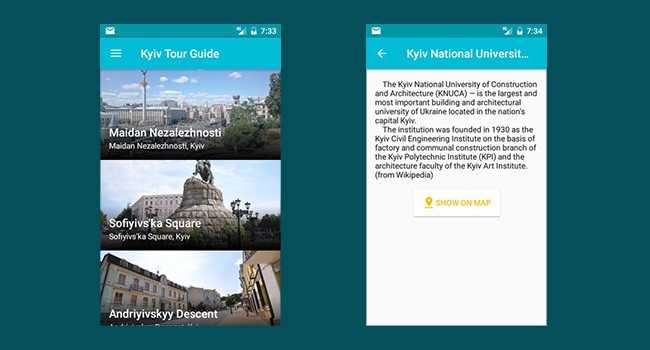 7:33
Kyiv Tour Guide
Maidan Nezalezhnosti
Maidan Nezalezhnosti, Kyiv
Sofiyivs'ka Square
Sofiyivs'ka Square, Kyiv
Andriyivskyy Descent
Andriyivskyy Descent, Kyiv
7:34
Kyiv National Universit...
The Kyiv National University of Construction
and Architecture (KNUCA) — is the largest and
most important building and architectural
university of Ukraine located in the nation's
capital Kyiv.
The institution was founded in 1930 as the
Kyiv Civil Engineering Institute on the basis of
factory and communal construction branch of
the Kyiv Polytechnic Institute (KPI) and the
architecture faculty of the Kyiv Art Institute.
(from Wikipedia)
SHOW ON MAP